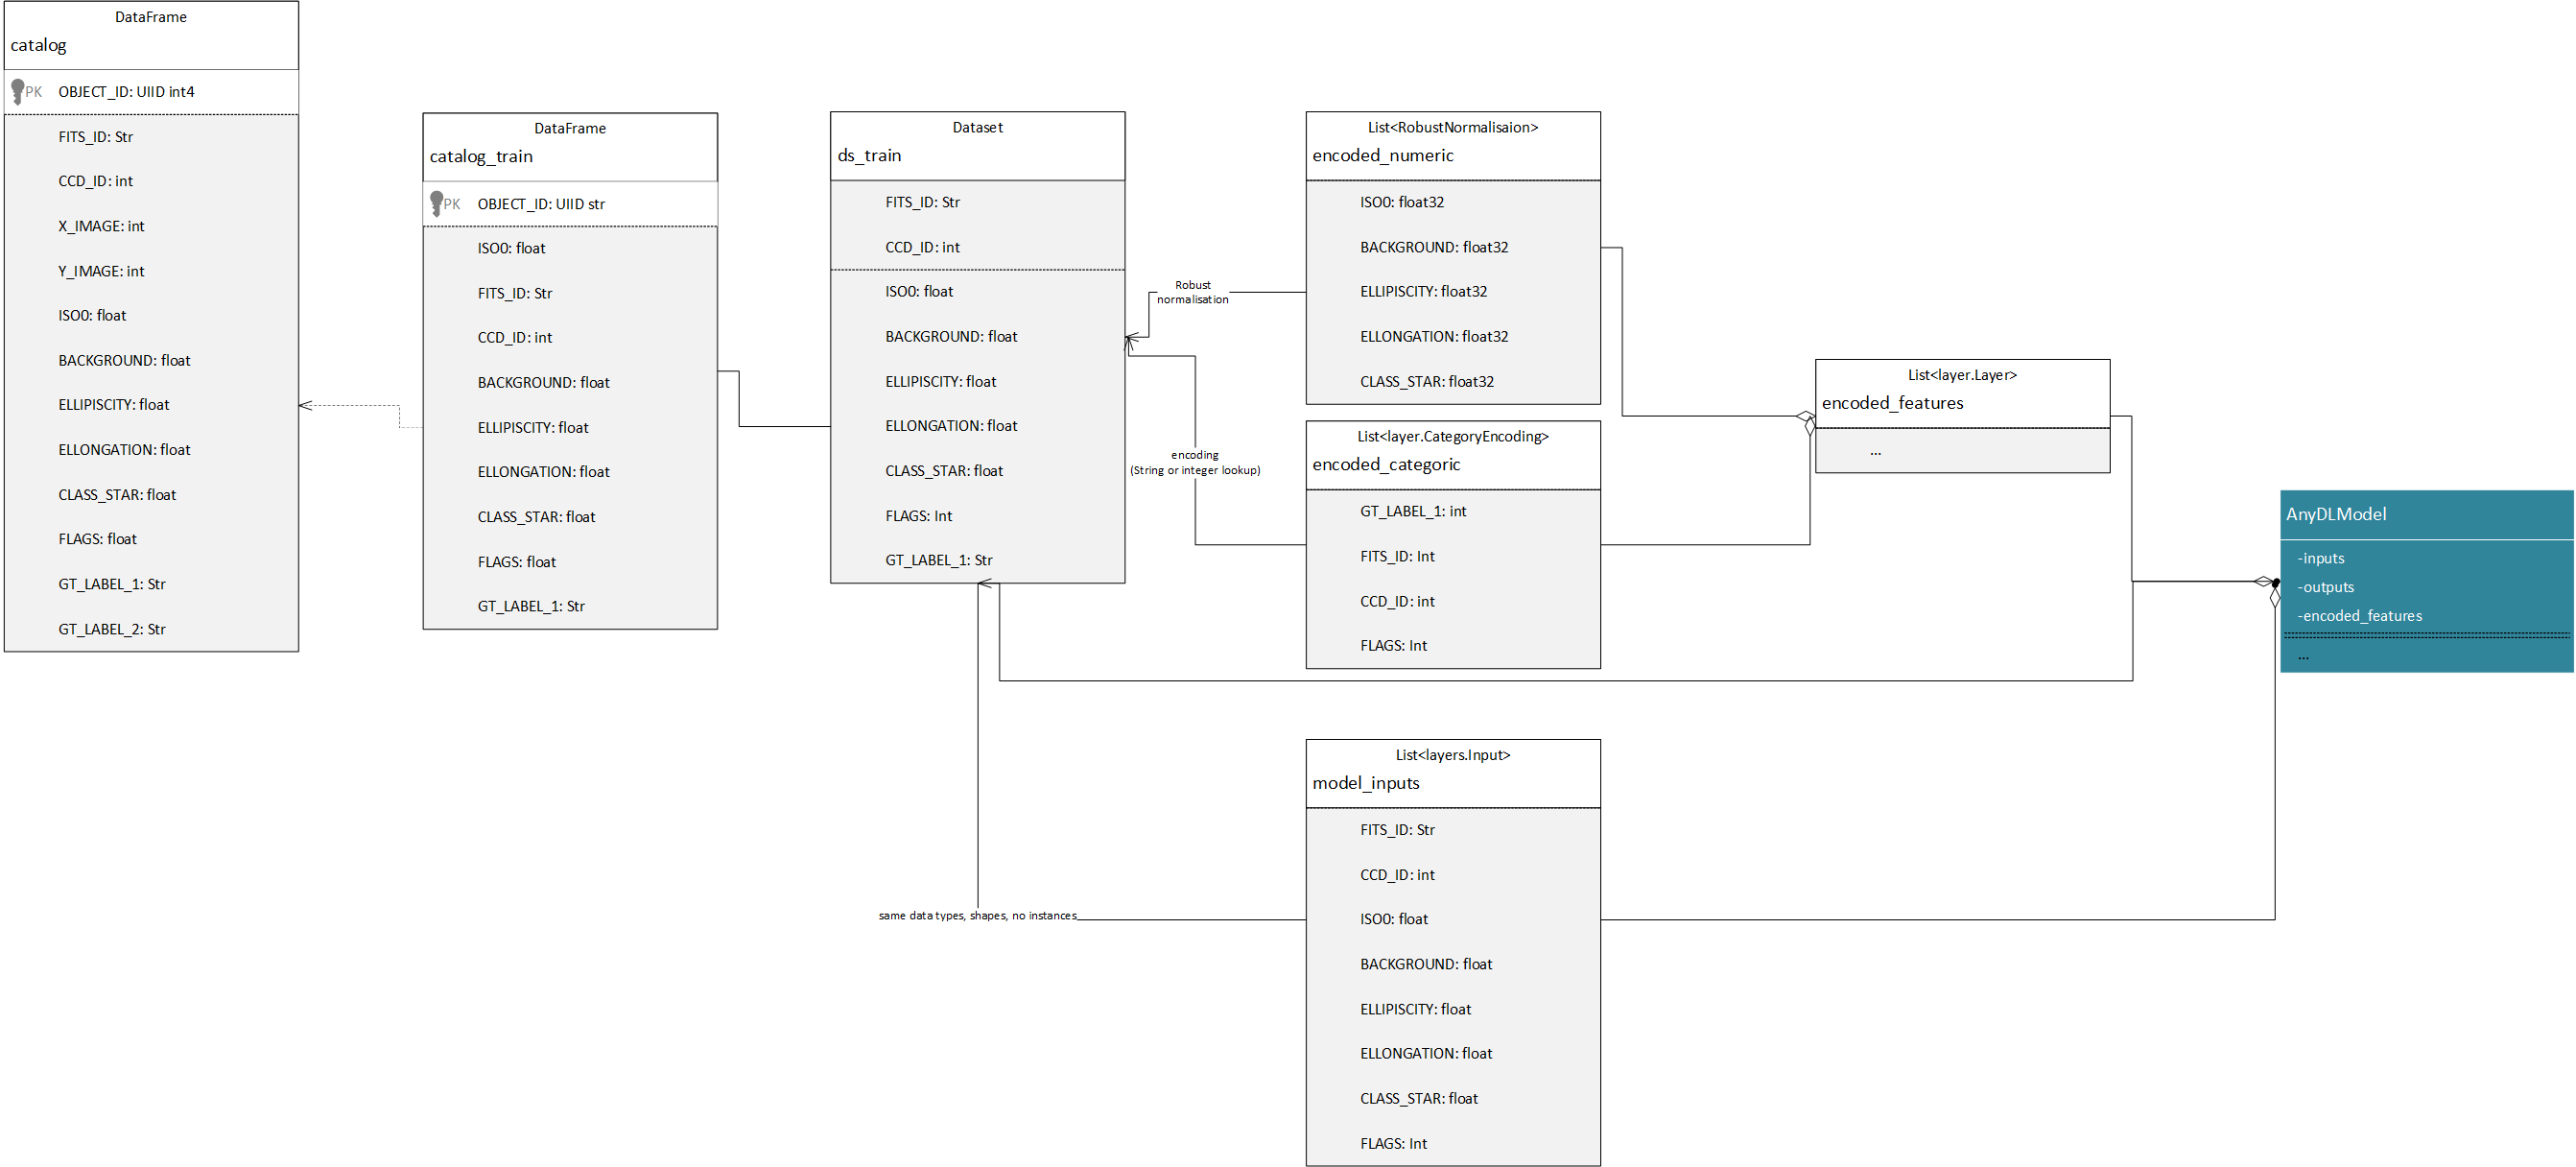 DataFrame
catalog
PK OBJECT_ID: UIID int4
FITS_ID: Str
CCD_ID: int
X_IMAGE: int
Y_IMAGE: int
ISO0: float
BACKGROUND: float
ELLIPISCITY: float
ELLONGATION: float
CLASS_STAR: float
FLAGS: float
GT_LABEL_1: Str
GT_LABEL_2: Str
DataFrame
catalog_train
PK OBJECT_ID: UIID str
ISO0: float
FITS_ID: Str
CCD_ID: int
BACKGROUND: float
ELLIPISCITY: float
ELLONGATION: float
CLASS_STAR: float
FLAGS: float
GT_LABEL_1: Str
Dataset
ds_train
FITS_ID: Str
CCD_ID: int
ISO0: float
BACKGROUND: float
ELLIPISCITY: float
ELLONGATION: float
CLASS_STAR: float
FLAGS: Int
GT_LABEL_1: Str
Robust
normalisation
encoding
(String or integer lookup)
same data types, shapes, no instances
List<RobustNormalisaion>
encoded_numeric
ISO0: float32
BACKGROUND: float32
ELLIPISCITY: float32
ELLONGATION: float32
CLASS_STAR: float32
List<layer.CategoryEncoding>
encoded_categoric
GT_LABEL_1: int
FITS_ID: Int
CCD_ID: int
FLAGS: Int
List<layers.Input>
model_inputs
FITS_ID: Str
CCD_ID: int
ISO0: float
BACKGROUND: float
ELLIPISCITY: float
ELLONGATION: float
CLASS_STAR: float
FLAGS: Int
List<layer.Layer>
encoded_features
...
AnyDLModel
-inputs
-outputs
-encoded_features
...